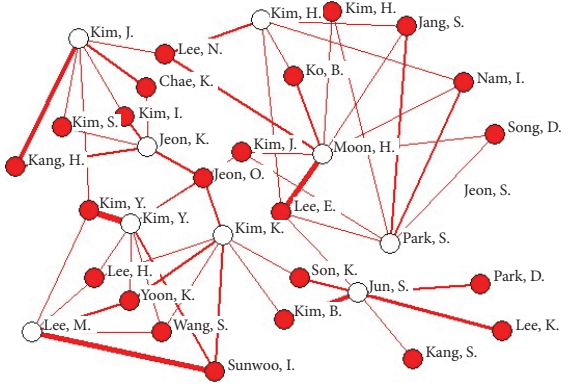 Kim, H.
Kim, H.
Jang, S.
Kim, J.
Lee, N.
Ko, B.
Nam, I.
Chae, K.
Kim, I.
Kim, S.
Song, D.
Jeon, K.
Kim, J.
Moon, H.
Kang, H.
Jeon, O.
Jeon, S.
Kim, Y.
Kim, Y.
Lee, E.
Kim, K.
Park, S.
Lee, H.
Son, K.
Jun, S.
Park, D.
Yoon, K.
Kim, B.
Lee, M.
Wang, S.
Lee, K.
Kang, S.
Sunwoo, I.